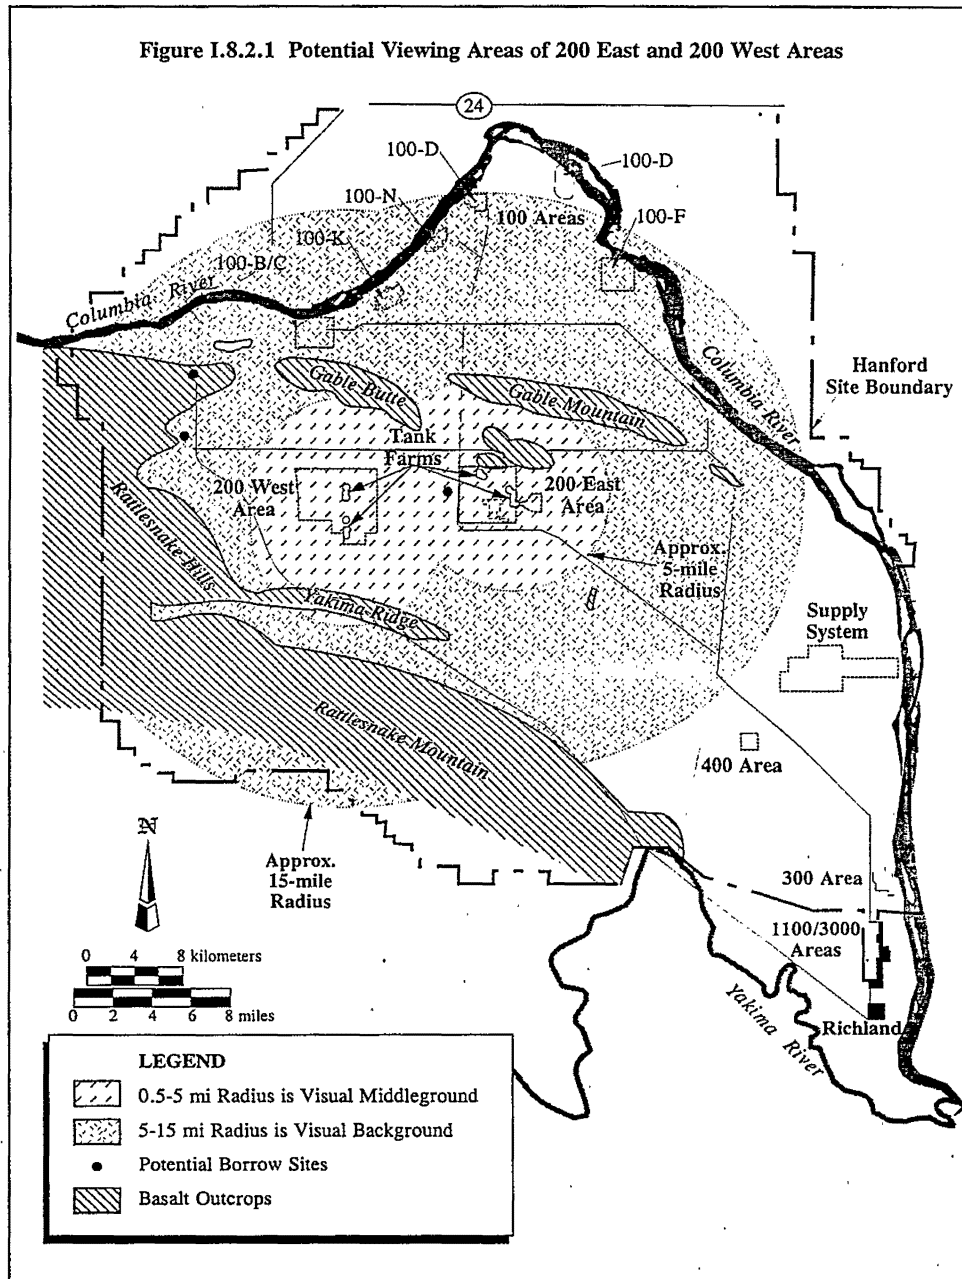 Figure I.8.2.1 Potential Viewing Areas of 200 East and 200 West Areas
24
100-D
100-D
100-N
100 Areas
100-F
100-K
100-B/C
Columbia River
Columbia River
Hanford
Site Boundary
Gable Butte
Gable Mountain
Tank
Farms
200 West
Area
200 East
Area
Rattlesnake Hills
Approx.
5-mile
Radius
Yakima Ridge
Supply
System
Rattlesnake Mountain
400 Area
N
Approx.
15-mile
Radius
300 Area
1100/3000
Areas
0 4 8 kilometers
0 2 4 6 8 miles
Yakima River
Richland
LEGEND
0.5-5 mi Radius is Visual Middleground
5-15 mi Radius is Visual Background
Potential Borrow Sites
Basalt Outcrops